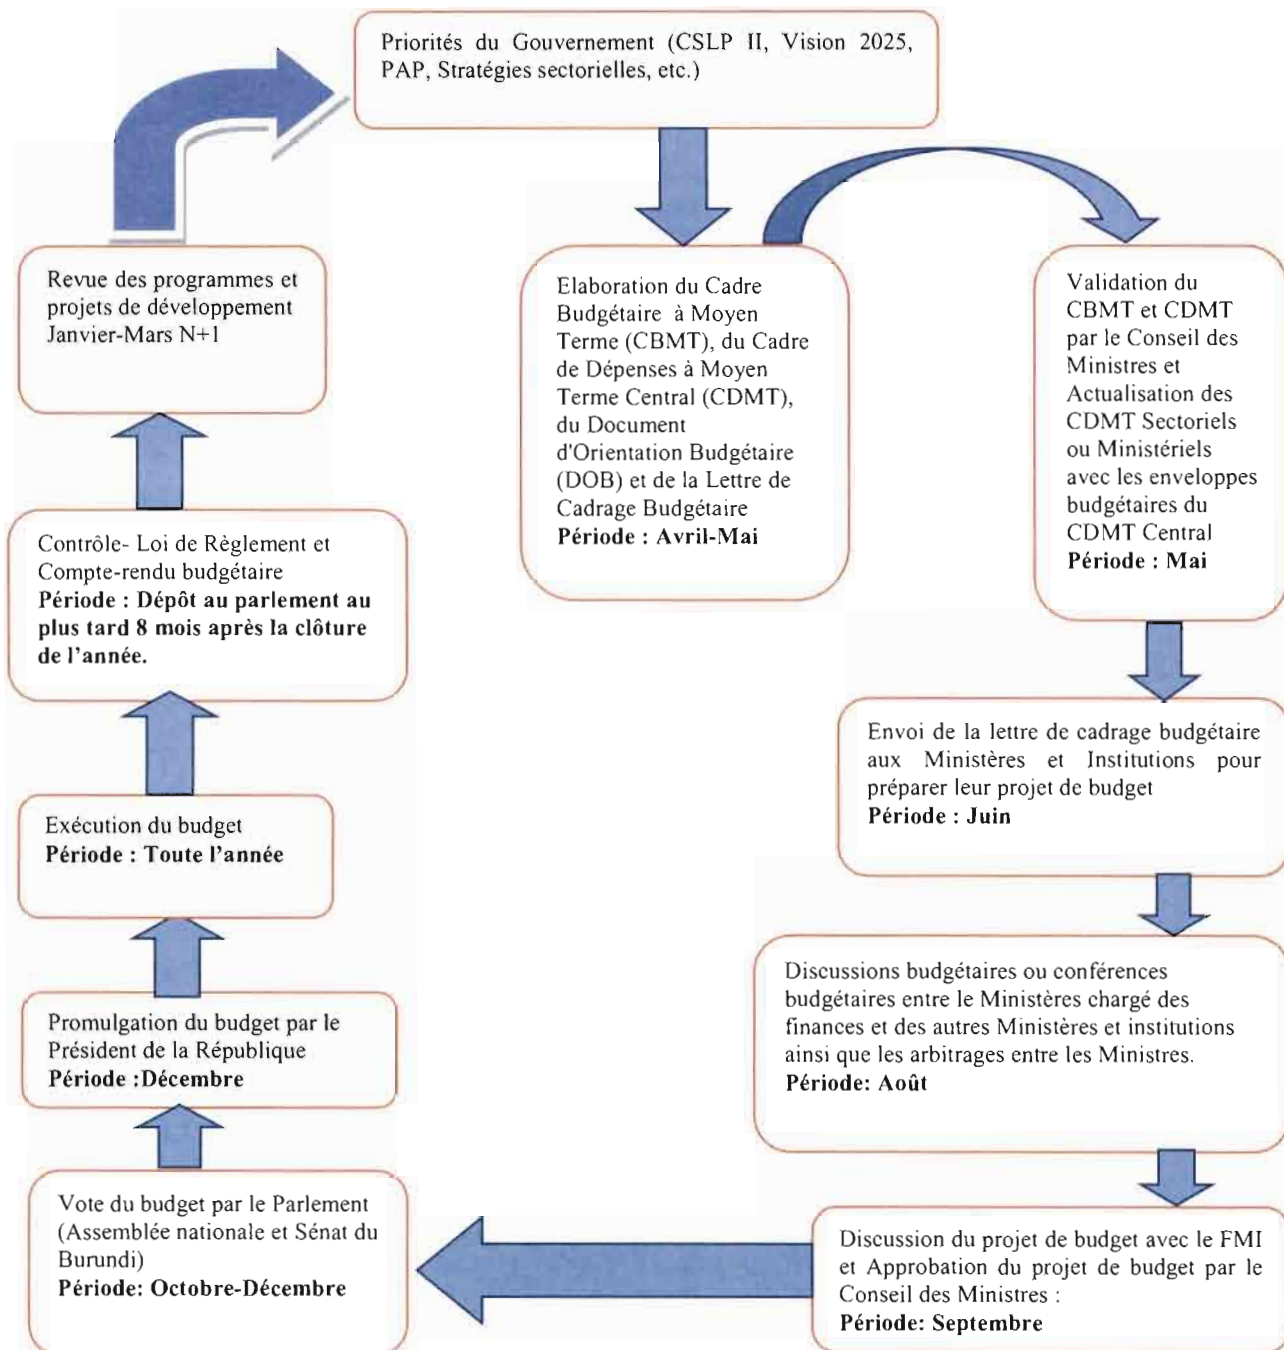 Priorités du Gouvernement (CSLP II, Vision 2025,
PAP, Stratégies sectorielles, etc.)
Elaboration du Cadre
Budgétaire à Moyen
Terme (CBMT), du Cadre
de Dépenses à Moyen
Terme Central (CDMT),
du Document
d'Orientation Budgétaire
(DOB) et de la Lettre de
Cadrage Budgétaire
Période : Avril-Mai
Validation du
CBMT et CDMT
par le Conseil des
Ministres et
Actualisation des
CDMT Sectoriels
ou Ministériels
avec les enveloppes
budgétaires du
CDMT Central
Période : Mai
Envoi de la lettre de cadrage budgétaire
aux Ministères et Institutions pour
préparer leur projet de budget
Période : Juin
Discussions budgétaires ou conférences
budgétaires entre le Ministères chargé des
finances et des autres Ministères et institutions
ainsi que les arbitrages entre les Ministres.
Période: Août
Discussion du projet de budget avec le FMI
et Approbation du projet de budget par le
Conseil des Ministres :
Période: Septembre
Vote du budget par le Parlement
(Assemblée nationale et Sénat du
Burundi)
Période: Octobre-Décembre
Promulgation du budget par le
Président de la République
Période :Décembre
Exécution du budget
Période : Toute l'année
Contrôle- Loi de Règlement et
Compte-rendu budgétaire
Période : Dépôt au parlement au
plus tard 8 mois après la clôture
de l'année.
Revue des programmes et
projets de développement
Janvier-Mars N+1